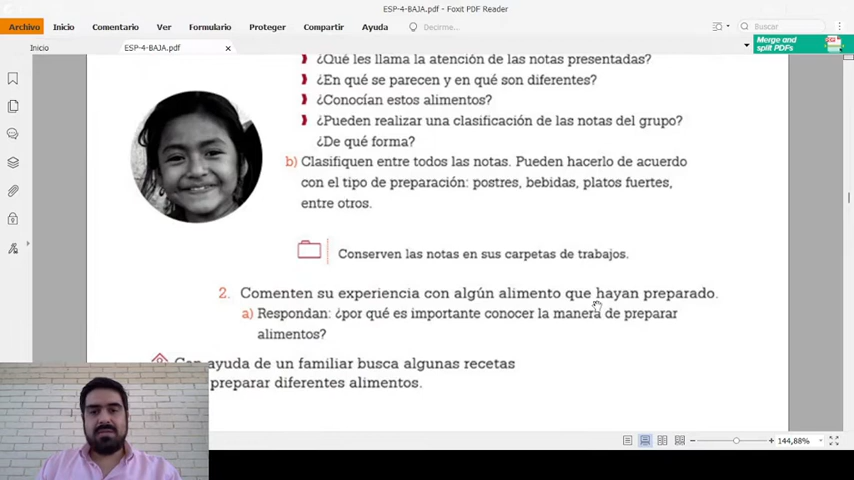 ESP-4-BAJA.pdf - Foxit PDF Reader
Archivo Inicio Comentario Ver Formulario Proteger Compartir Ayuda Decirme... Buscar
Inicio ESP-4-BAJA.pdf
Merge and
split PDFs
¿Qué les llama la atención de las notas presentadas?
¿En qué se parecen y en qué son diferentes?
¿Conocían estos alimentos?
¿Pueden realizar una clasificación de las notas del grupo?
¿De qué forma?
b) Clasifiquen entre todos las notas. Pueden hacerlo de acuerdo
con el tipo de preparación: postres, bebidas, platos fuertes,
entre otros.
Conserven las notas en sus carpetas de trabajos.
2. Comenten su experiencia con algún alimento que hayan preparado.
a) Respondan: ¿por qué es importante conocer la manera de preparar
alimentos?
ayuda de un familiar busca algunas recetas
preparar diferentes alimentos.
144,88%